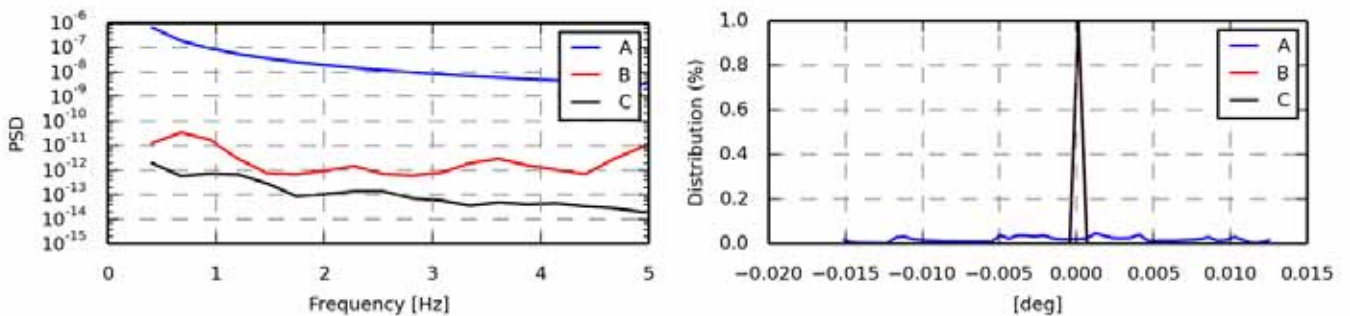 PSD
10⁻⁶
10⁻⁷
10⁻⁸
10⁻⁹
10⁻¹⁰
10⁻¹¹
10⁻¹²
10⁻¹³
10⁻¹⁴
10⁻¹⁵
0 1 2 3 4 5
Frequency [Hz]
A
B
C
Distribution (%)
1.0
0.8
0.6
0.4
0.2
0.0
−0.020 −0.015 −0.010 −0.005 0.000 0.005 0.010 0.015
[deg]
A
B
C